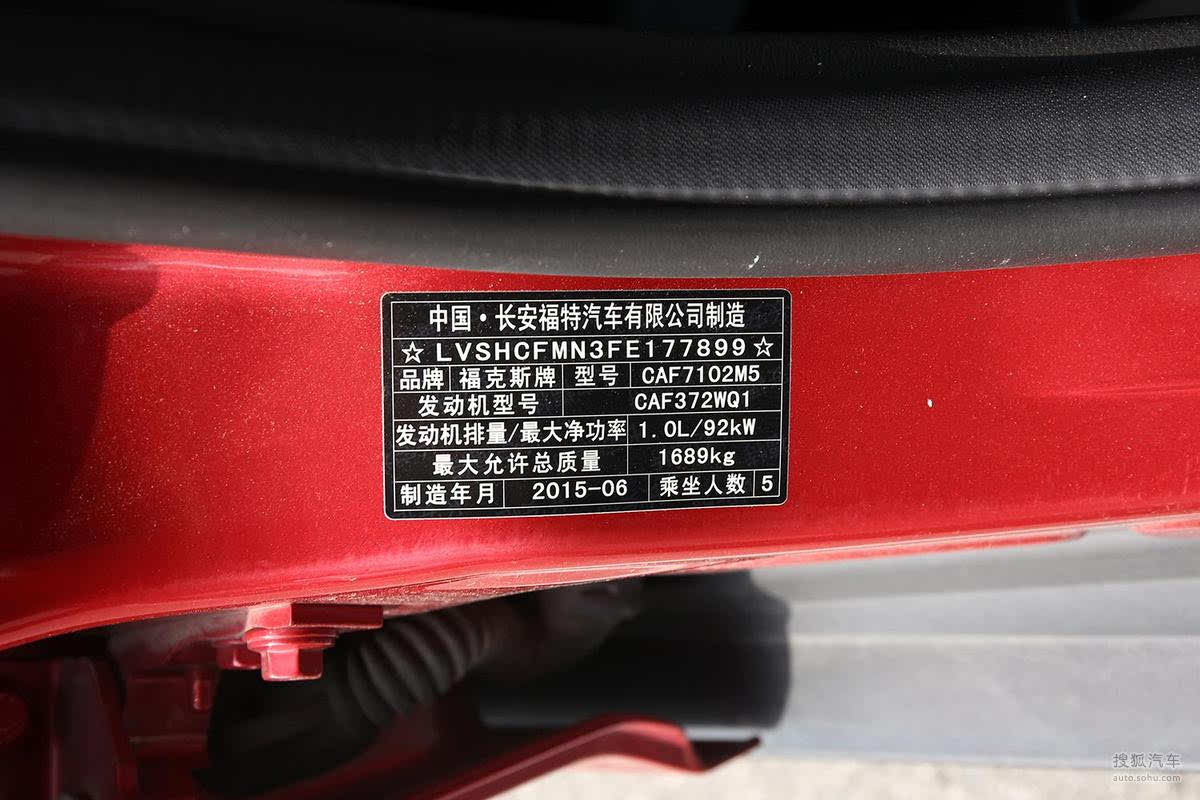 中国·长安福特汽车有限公司制造
☆LVSHCFMN3FE177899☆
品牌 福克斯牌 型号 CAF7102M5
发动机型号 CAF372WQ1
发动机排量/最大净功率 1.0L/92kW
最大允许总质量 1689kg
制造年月 2015-06 乘坐人数 5
搜狐汽车
auto.sohu.com